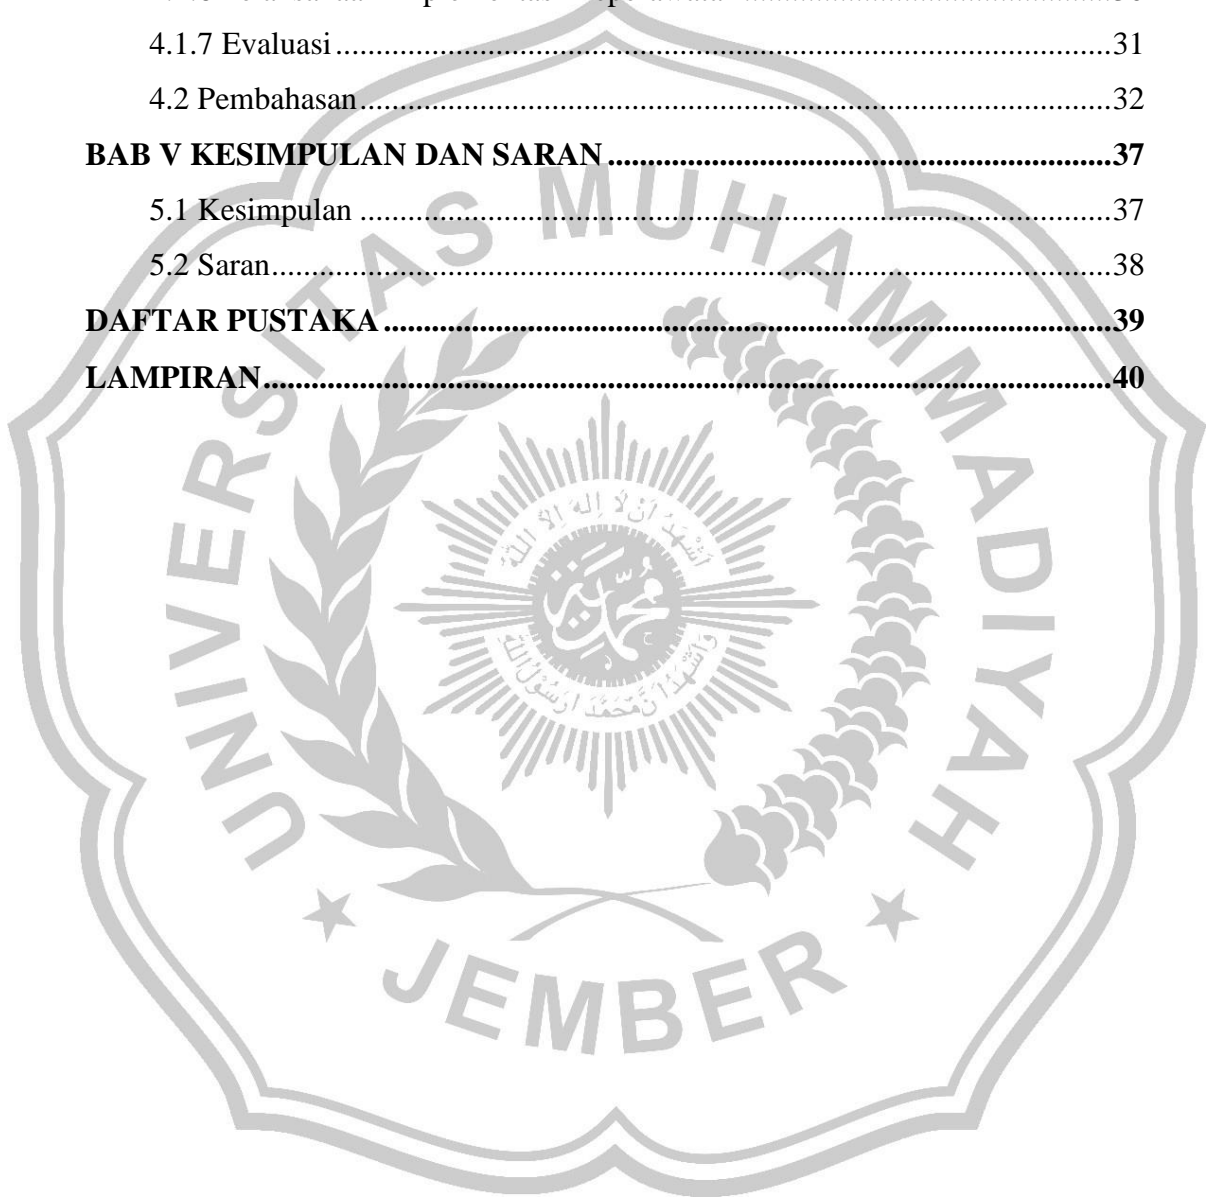 4.1.7 Evaluasi ........................................ 31
4.2 Pembahasan ........................................ 32
BAB V KESIMPULAN DAN SARAN ........................................ 37
5.1 Kesimpulan ........................................ 37
5.2 Saran ........................................ 38
DAFTAR PUSTAKA ........................................ 39
LAMPIRAN ........................................ 40
UNIVERSITAS MUHAMMADIYAH
JEMBER